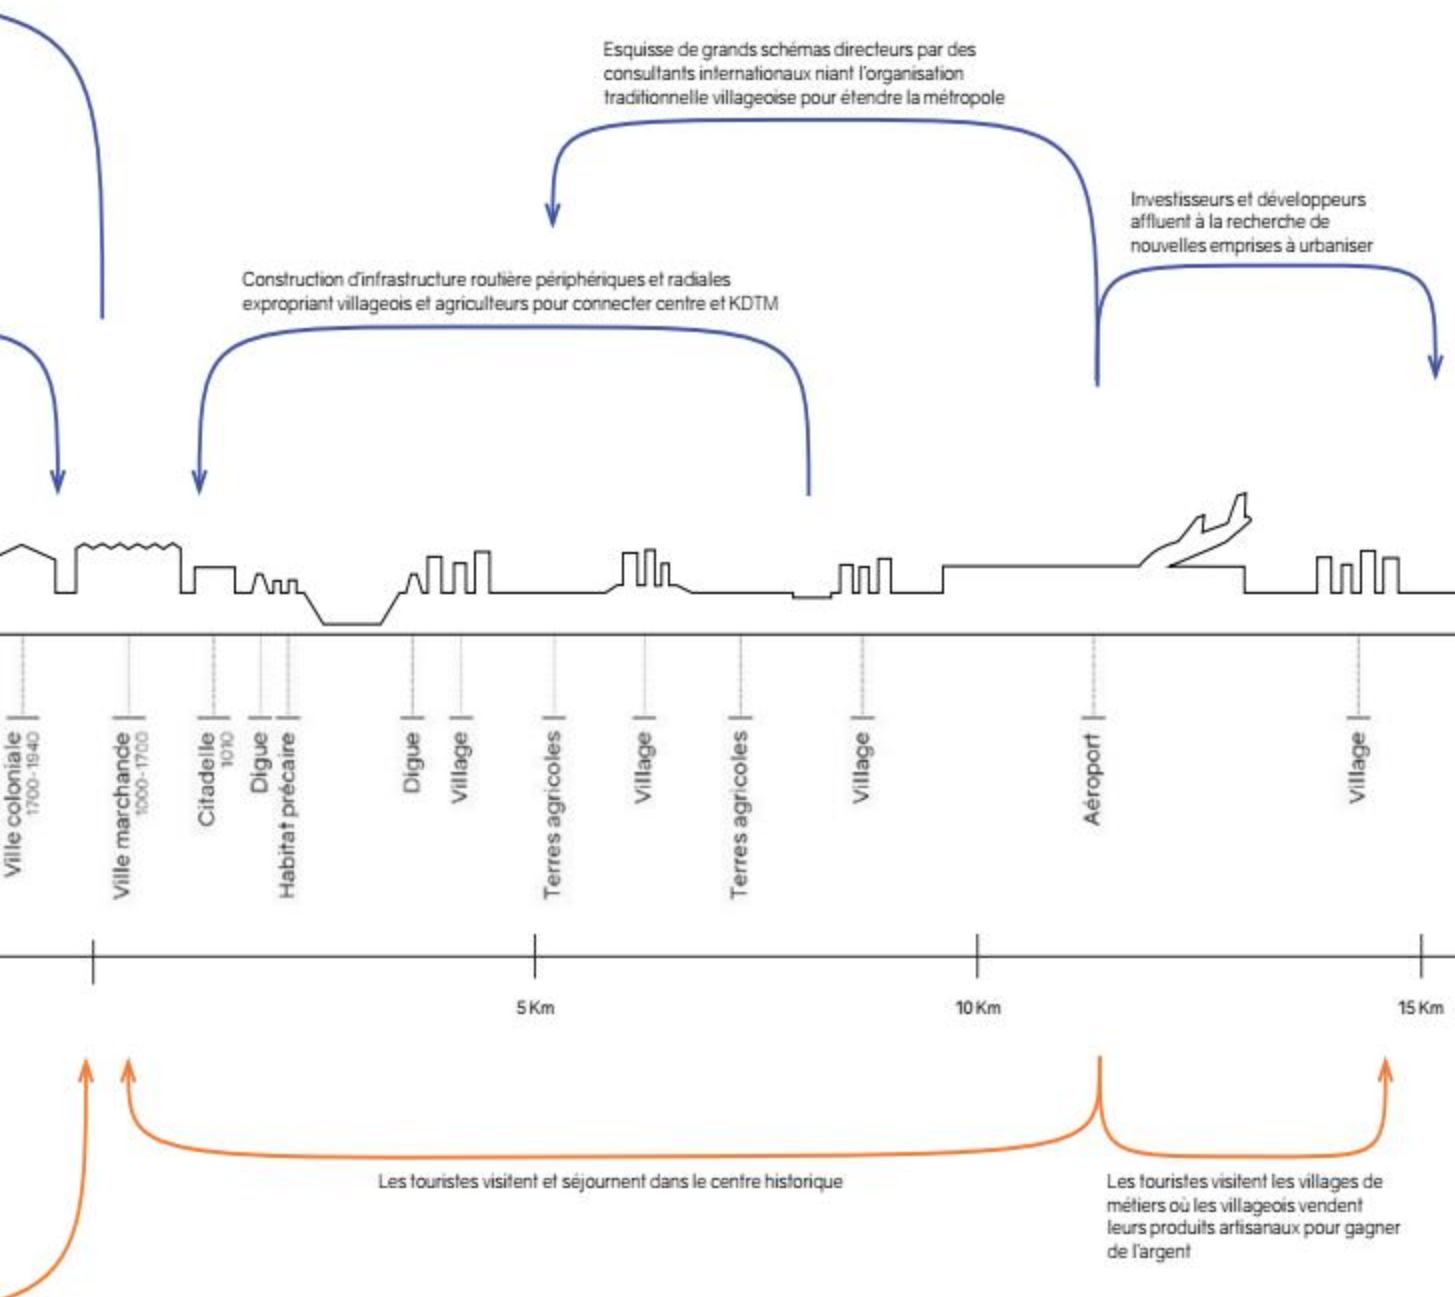 Esquisse de grands schémas directeurs par des
consultants internationaux niant l'organisation
traditionnelle villageoise pour étendre la métropole
Investisseurs et développeurs
affluent à la recherche de
nouvelles emprises à urbaniser
Construction d'infrastructure routière périphériques et radiales
expropriant villageois et agriculteurs pour connecter centre et KDTM
Ville coloniale
1700-1940
Ville marchande
1000-1700
Citadelle
1010
Digue
Habitat précaire
Digue
Village
Terres agricoles
Village
Terres agricoles
Village
Aéroport
Village
5 Km
10 Km
15 Km
Les touristes visitent et séjournent dans le centre historique
Les touristes visitent les villages de
métiers où les villageois vendent
leurs produits artisanaux pour gagner
de l'argent